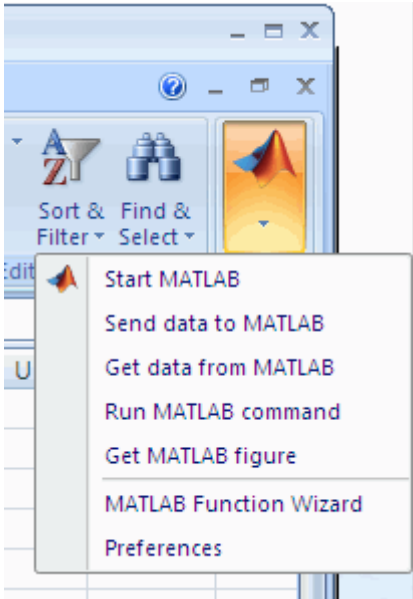 Sort &
Filter
Find &
Select
dit
U
Start MATLAB
Send data to MATLAB
Get data from MATLAB
Run MATLAB command
Get MATLAB figure
MATLAB Function Wizard
Preferences